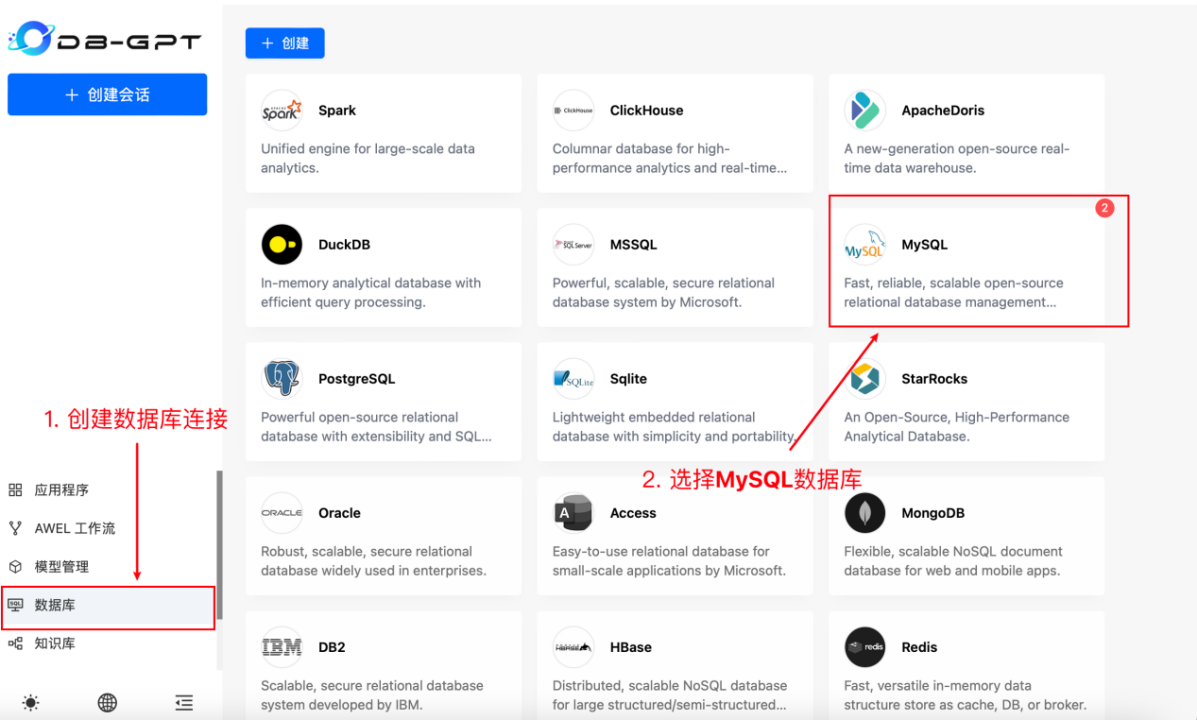 DB-GPT
+ 创建会话
1. 创建数据库连接
应用程序
AWEL 工作流
模型管理
数据库
知识库
+ 创建
Spark
Spark
Unified engine for large-scale data
analytics.
ClickHouse
ClickHouse
Columnar database for high-
performance analytics and real-time...
ApacheDoris
A new-generation open-source real-
time data warehouse.
DuckDB
In-memory analytical database with
efficient query processing.
SQL Server
MSSQL
Powerful, scalable, secure relational
database system by Microsoft.
2
MySQL
MySQL
Fast, reliable, scalable open-source
relational database management...
PostgreSQL
Powerful open-source relational
database with extensibility and SQL...
SQLite
Sqlite
Lightweight embedded relational
database with simplicity and portability.
StarRocks
An Open-Source, High-Performance
Analytical Database.
2. 选择MySQL数据库
ORACLE
Oracle
Robust, scalable, secure relational
database widely used in enterprises.
A
Access
Easy-to-use relational database for
small-scale applications by Microsoft.
MongoDB
Flexible, scalable NoSQL document
database for web and mobile apps.
IBM
DB2
Scalable, secure relational database
system developed by IBM.
HBase
HBase
Distributed, scalable NoSQL database
for large structured/semi-structured...
redis
Redis
Fast, versatile in-memory data
structure store as cache, DB, or broker.